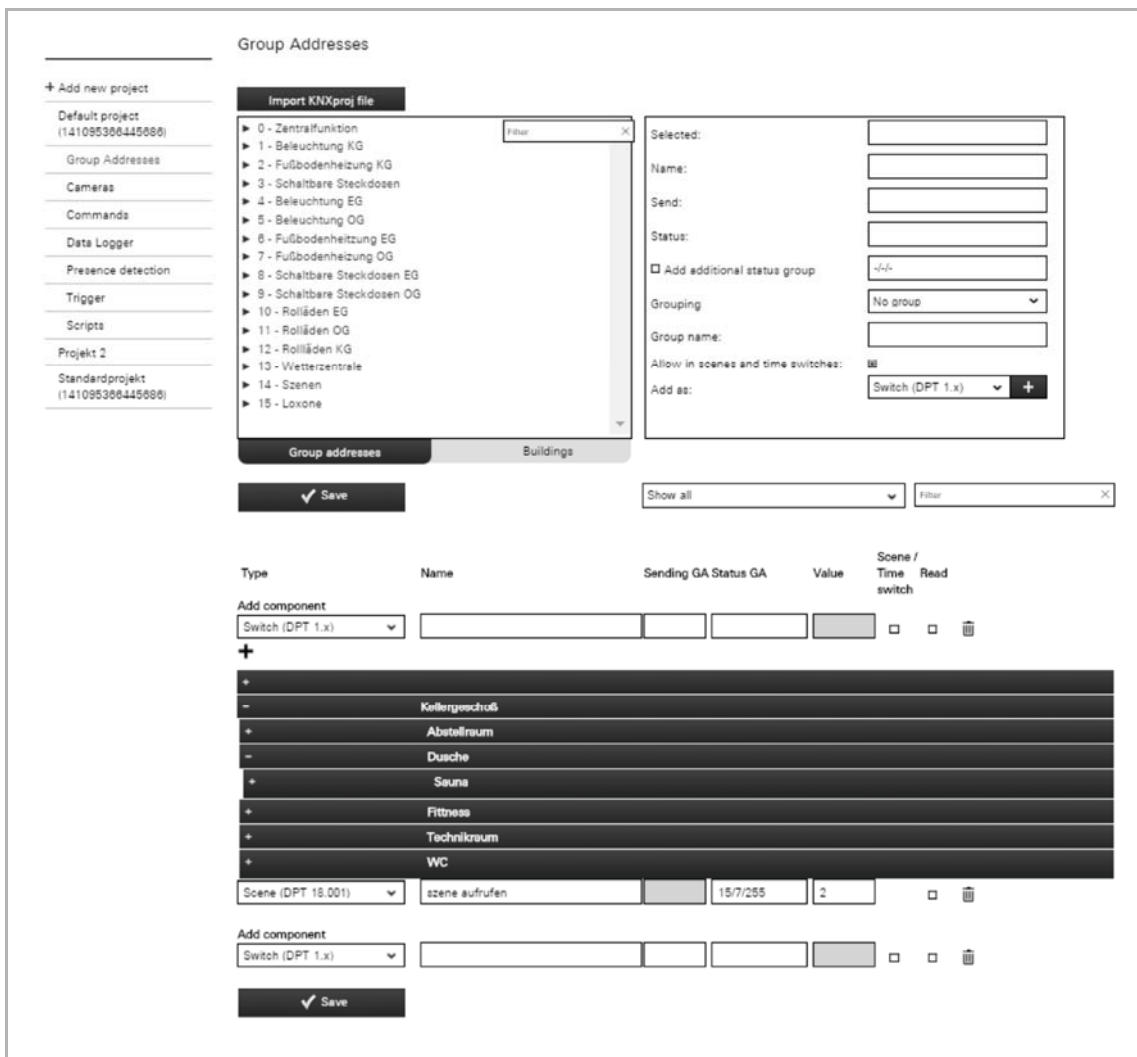 Group Addresses
+ Add new project
Default project
(141095366445686)
Group Addresses
Cameras
Commands
Data Logger
Presence detection
Trigger
Scripts
Projekt 2
Standardprojekt
(141095366445686)
Import KNXproj file
0 - Zentralfunktion
1 - Beleuchtung KG
2 - Fußbodenheizung KG
3 - Schaltbare Steckdosen
4 - Beleuchtung EG
5 - Beleuchtung OG
6 - Fußbodenheitzung EG
7 - Fußbodenheizung OG
8 - Schaltbare Steckdosen EG
9 - Schaltbare Steckdosen OG
10 - Rolläden EG
11 - Rolläden OG
12 - Rollläden KG
13 - Wetterzentrale
14 - Szenen
15 - Loxone
Filter
Group addresses
Buildings
Selected:
Name:
Send:
Status:
Add additional status group
-/-/-
Grouping
No group
Group name:
Allow in scenes and time switches:
Add as:
Switch (DPT 1.x)
+
Save
Show all
Filter
Type
Name
Sending GA
Status GA
Value
Scene /
Time
switch
Read
Add component
Switch (DPT 1.x)
+
+
- Kellergeschoß
+ Abstellraum
- Dusche
+ Sauna
+ Fittness
+ Technikraum
+ WC
Scene (DPT 18.001) szene aufrufen 15/7/255 2
Add component
Switch (DPT 1.x)
Save